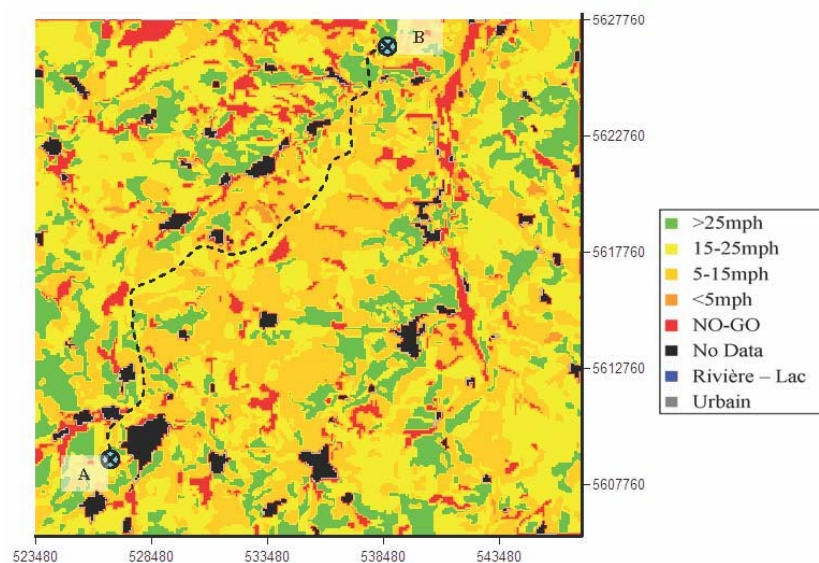 B
A
5627760
5622760
5617760
5612760
5607760
523480
528480
533480
538480
543480
>25mph
15-25mph
5-15mph
<5mph
NO-GO
No Data
Rivière – Lac
Urbain